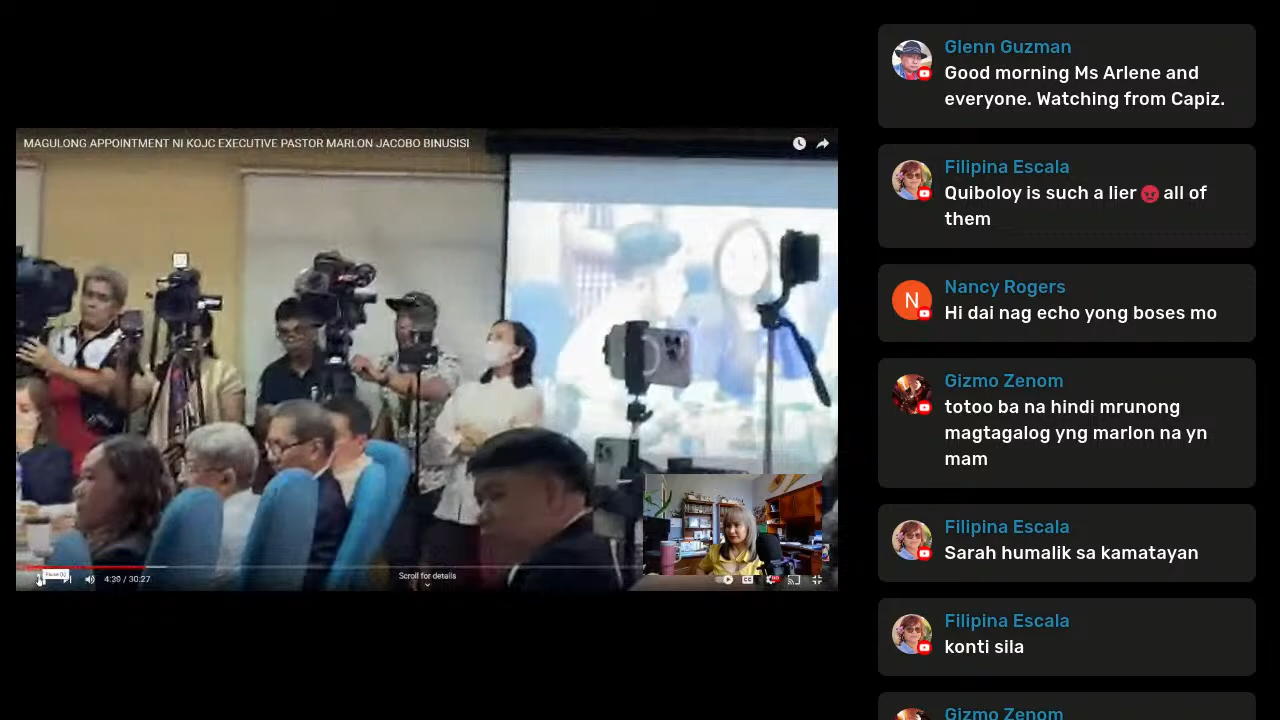 MAGULONG APPOINTMENT NI KOJC EXECUTIVE PASTOR MARLON JACOBO BINUSISI
Scroll for details
4:39 / 30:27
Glenn Guzman
Good morning Ms Arlene and
everyone. Watching from Capiz.
Filipina Escala
Quiboloy is such a lier 😡 all of
them
N
Nancy Rogers
Hi dai nag echo yong boses mo
Gizmo Zenom
totoo ba na hindi mrunong
magtagalog yng marlon na yn
mam
Filipina Escala
Sarah humalik sa kamatayan
Filipina Escala
konti sila
Gizmo Zenom